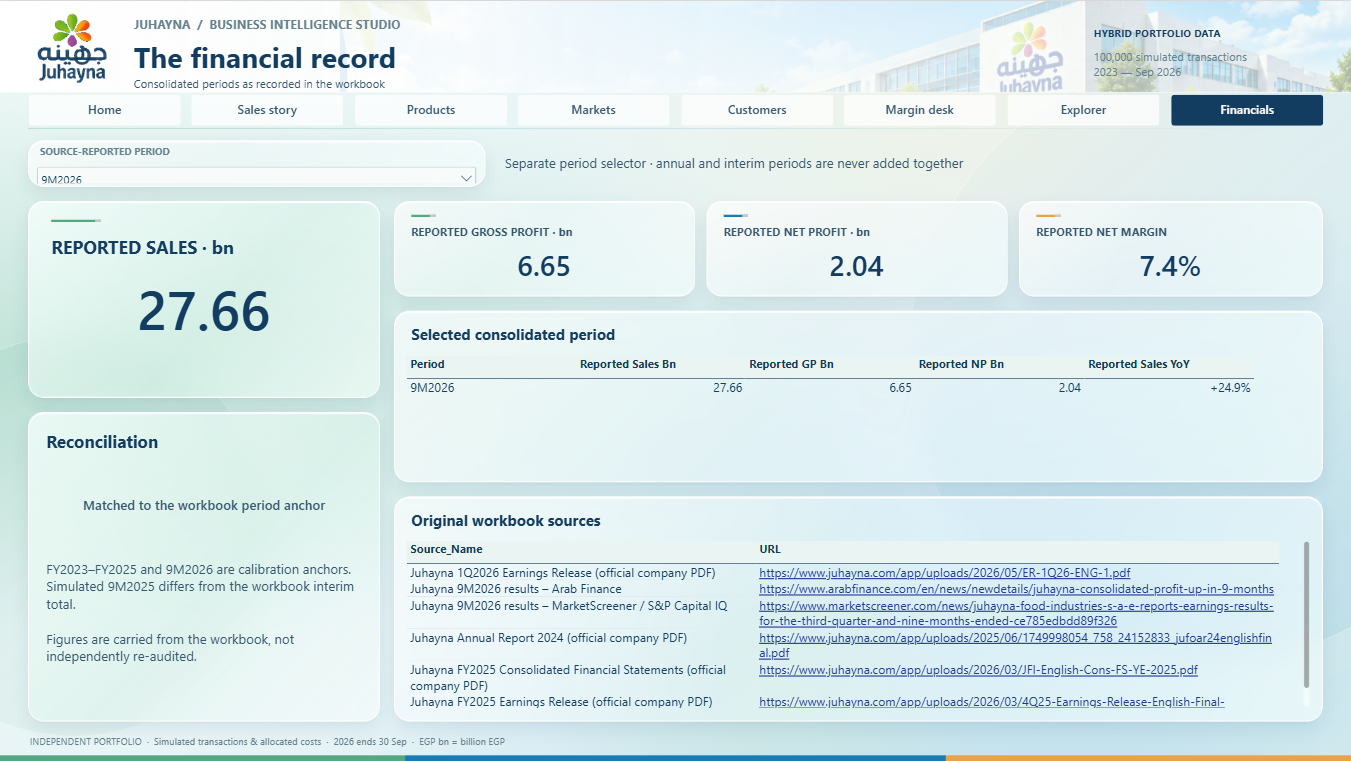 جهينه
Juhayna
JUHAYNA / BUSINESS INTELLIGENCE STUDIO
The financial record
Consolidated periods as recorded in the workbook
جهينه
Juhayna
HYBRID PORTFOLIO DATA
100,000 simulated transactions
2023 — Sep 2026
Home
Sales story
Products
Markets
Customers
Margin desk
Explorer
Financials
SOURCE-REPORTED PERIOD
9M2026
Separate period selector · annual and interim periods are never added together
REPORTED SALES · bn
27.66
REPORTED GROSS PROFIT · bn
6.65
REPORTED NET PROFIT · bn
2.04
REPORTED NET MARGIN
7.4%
Selected consolidated period
Period Reported Sales Bn Reported GP Bn Reported NP Bn Reported Sales YoY
9M2026 27.66 6.65 2.04 +24.9%
Reconciliation
Matched to the workbook period anchor
FY2023–FY2025 and 9M2026 are calibration anchors.
Simulated 9M2025 differs from the workbook interim
total.
Figures are carried from the workbook, not
independently re-audited.
Original workbook sources
Source_Name URL
Juhayna 1Q2026 Earnings Release (official company PDF) https://www.juhayna.com/app/uploads/2026/05/ER-1Q26-ENG-1.pdf
Juhayna 9M2026 results – Arab Finance https://www.arabfinance.com/en/news/newdetails/juhayna-consolidated-profit-up-in-9-months
Juhayna 9M2026 results – MarketScreener / S&P Capital IQ https://www.marketscreener.com/news/juhayna-food-industries-s-a-e-reports-earnings-results-
for-the-third-quarter-and-nine-months-ended-ce785edbdd89f326
Juhayna Annual Report 2024 (official company PDF) https://www.juhayna.com/app/uploads/2025/06/1749998054_758_24152833_jufoar24englishfin
al.pdf
Juhayna FY2025 Consolidated Financial Statements (official https://www.juhayna.com/app/uploads/2026/03/JFI-English-Cons-FS-YE-2025.pdf
company PDF)
Juhayna FY2025 Earnings Release (official company PDF) https://www.juhayna.com/app/uploads/2026/03/4Q25-Earnings-Release-English-Final-
INDEPENDENT PORTFOLIO · Simulated transactions & allocated costs · 2026 ends 30 Sep · EGP bn = billion EGP